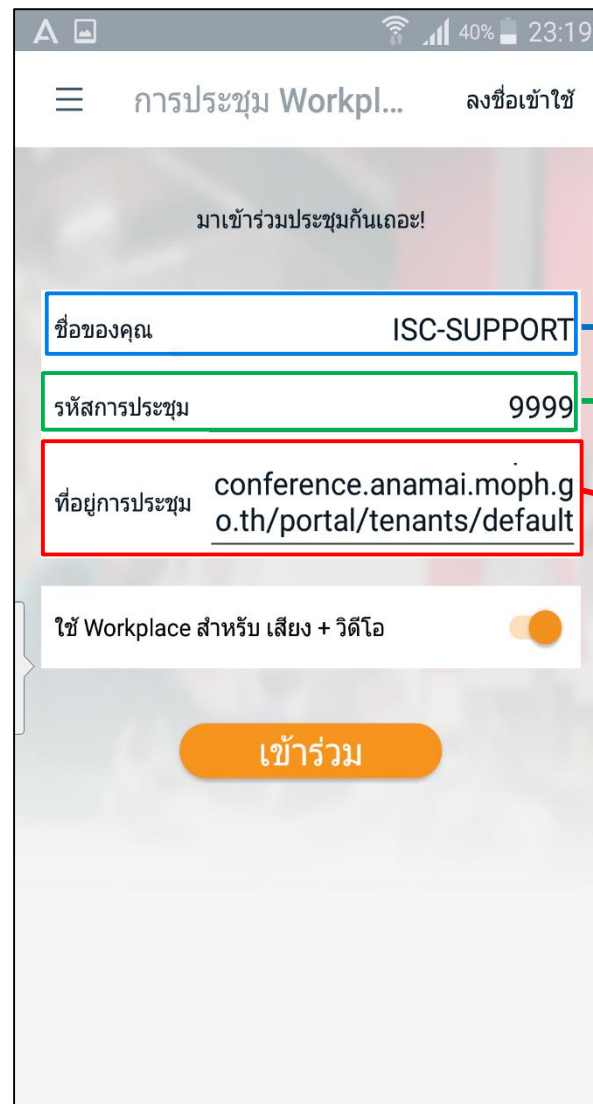 40% 23:19
การประชุม Workpl... ลงชื่อเข้าใช้
มาเข้าร่วมประชุมกันเถอะ!
ชื่อของคุณ ISC-SUPPORT
รหัสการประชุม 9999
ที่อยู่การประชุม conference.anamai.moph.g
o.th/portal/tenants/default
ใช้ Workplace สำหรับ เสียง + วิดีโอ
เข้าร่วม